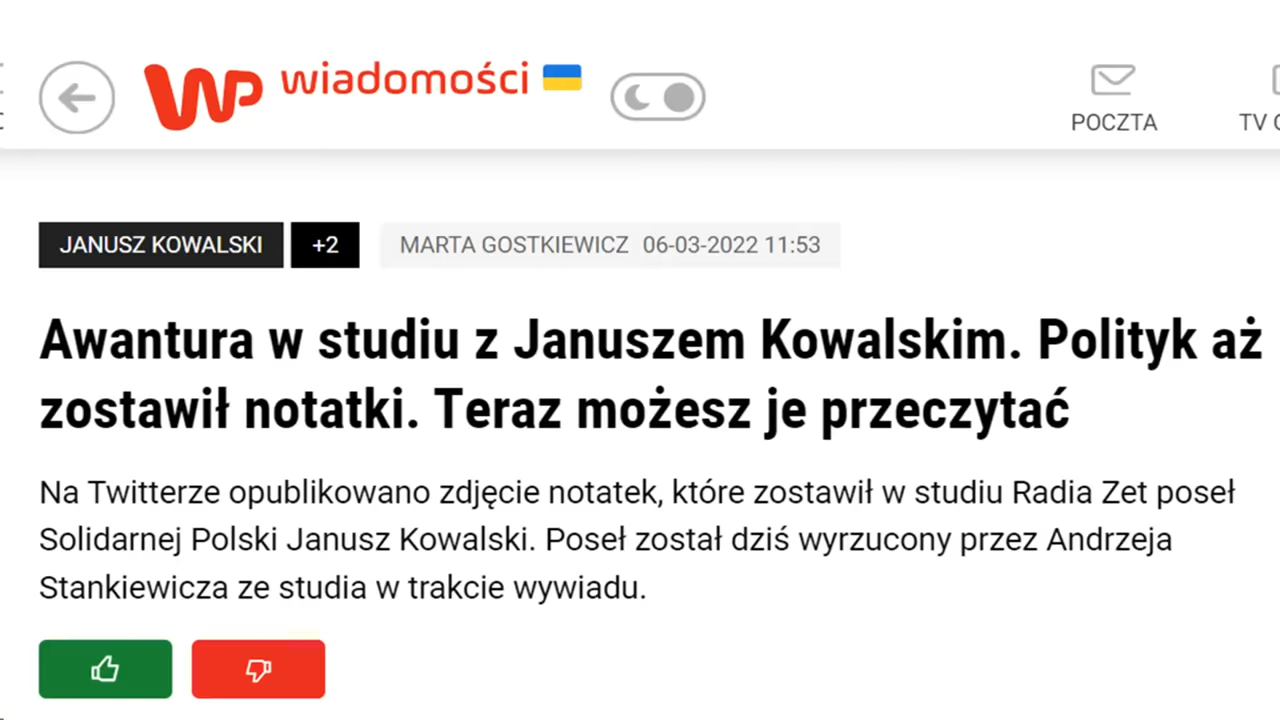 wp wiadomości
POCZTA
TV
JANUSZ KOWALSKI +2 MARTA GOSTKIEWICZ 06-03-2022 11:53
Awantura w studiu z Januszem Kowalskim. Polityk aż
zostawił notatki. Teraz możesz je przeczytać
Na Twitterze opublikowano zdjęcie notatek, które zostawił w studiu Radia Zet poseł
Solidarnej Polski Janusz Kowalski. Poseł został dziś wyrzucony przez Andrzeja
Stankiewicza ze studia w trakcie wywiadu.